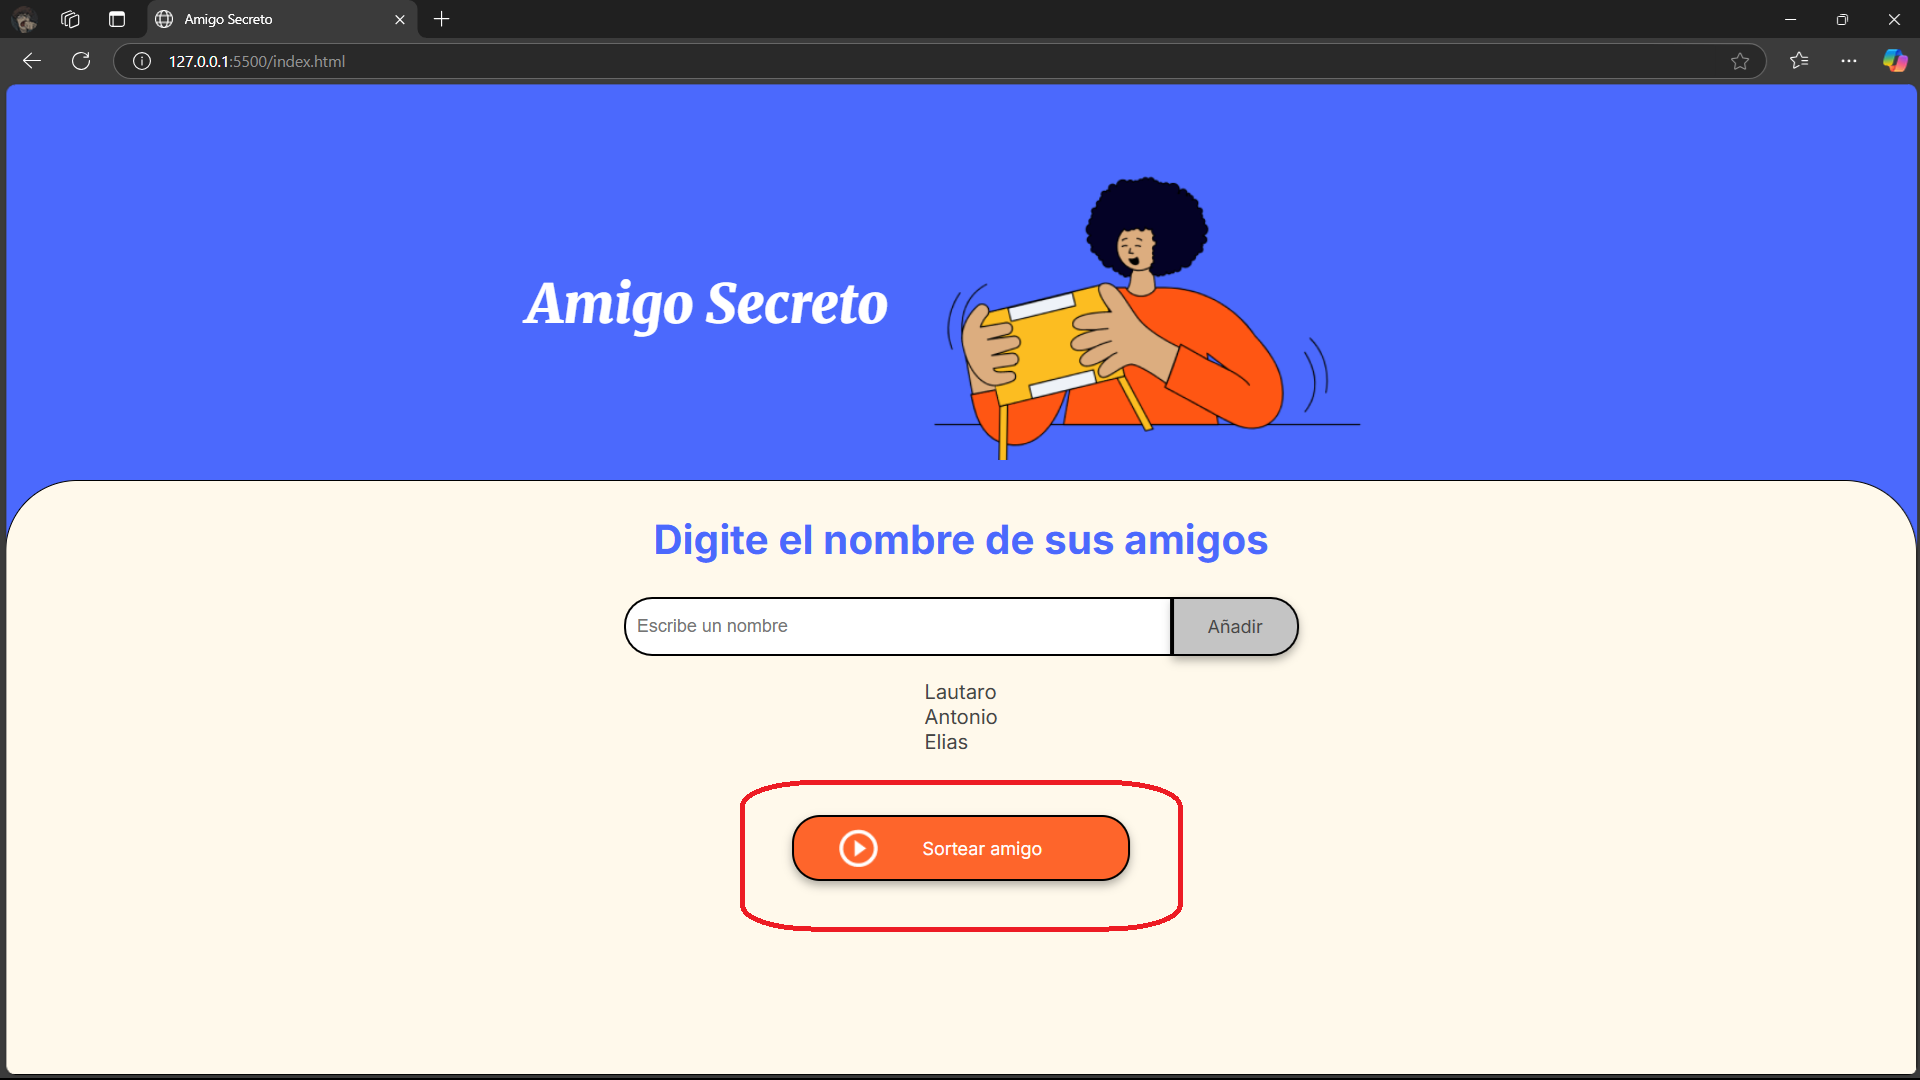 Amigo Secreto
127.0.0.1:5500/index.html
Amigo Secreto
Digite el nombre de sus amigos
Escribe un nombre
Añadir
Lautaro
Antonio
Elias
Sortear amigo